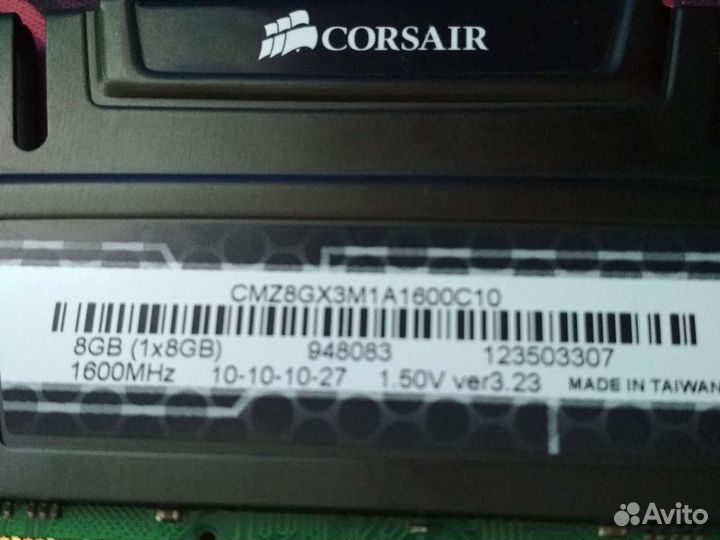 CORSAIR
CMZ8GX3M1A1600C10
8GB (1x8GB) 948083 123503307
1600MHz 10-10-10-27 1.50V ver3.23 MADE IN TAIWAN
Avito